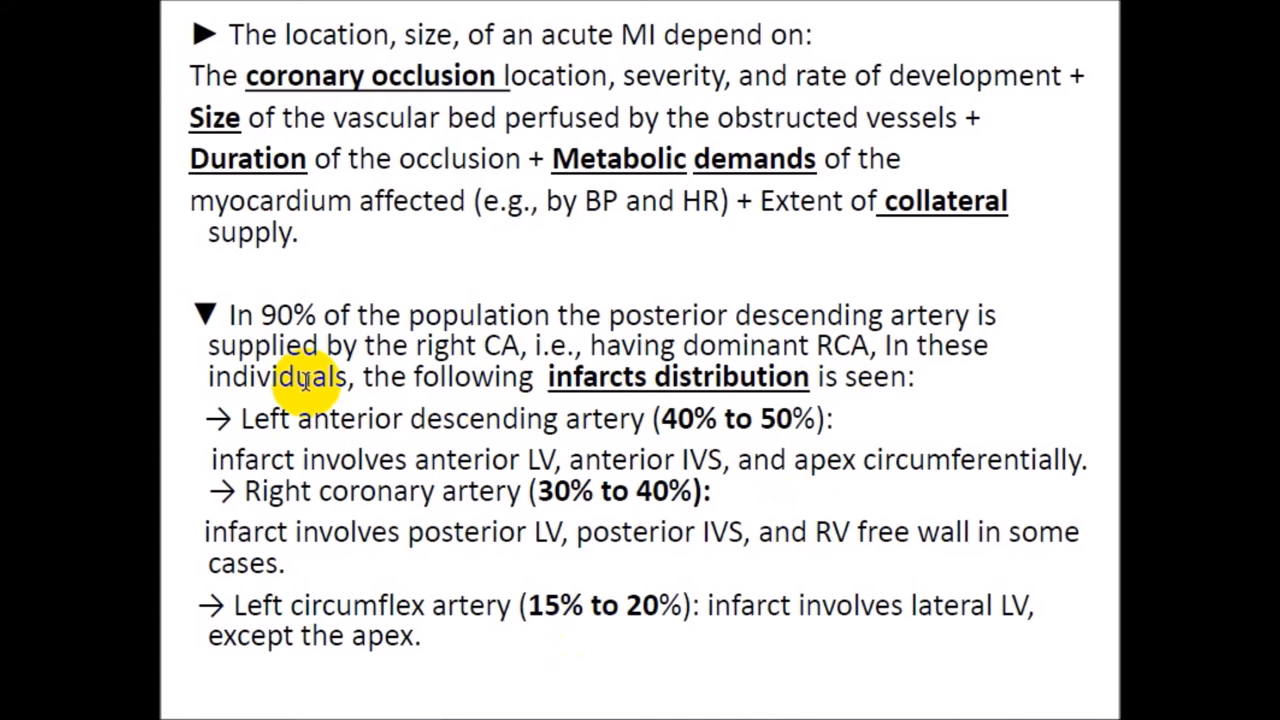 ► The location, size, of an acute MI depend on:
The coronary occlusion location, severity, and rate of development +
Size of the vascular bed perfused by the obstructed vessels +
Duration of the occlusion + Metabolic demands of the
myocardium affected (e.g., by BP and HR) + Extent of collateral
supply.
▼ In 90% of the population the posterior descending artery is
supplied by the right CA, i.e., having dominant RCA, In these
individuals, the following infarcts distribution is seen:
→ Left anterior descending artery (40% to 50%):
infarct involves anterior LV, anterior IVS, and apex circumferentially.
→ Right coronary artery (30% to 40%):
infarct involves posterior LV, posterior IVS, and RV free wall in some
cases.
→ Left circumflex artery (15% to 20%): infarct involves lateral LV,
except the apex.